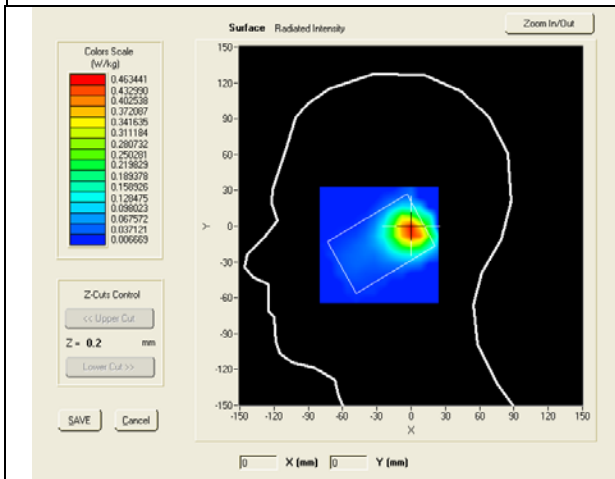 Surface Radiated Intensity
Zoom In/Out
Colors Scale
(W/kg)
0.463441
0.432990
0.402538
0.372087
0.341635
0.311184
0.280732
0.250281
0.219829
0.189378
0.158926
0.128475
0.098023
0.067572
0.037121
0.006669
Z-Cuts Control
<< Upper Cut
Z = 0.2 mm
Lower Cut >>
SAVE Cancel
150
120
90
60
30
0
-30
-60
-90
-120
-150
Y
-150 -120 -90 -60 -30 0 30 60 90 120 150
X
0 X (mm) 0 Y (mm)